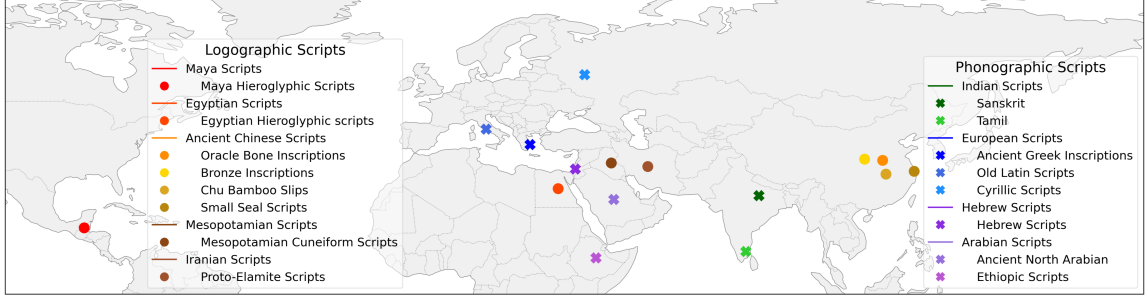 Logographic Scripts
Maya Scripts
Maya Hieroglyphic Scripts
Egyptian Scripts
Egyptian Hieroglyphic scripts
Ancient Chinese Scripts
Oracle Bone Inscriptions
Bronze Inscriptions
Chu Bamboo Slips
Small Seal Scripts
Mesopotamian Scripts
Mesopotamian Cuneiform Scripts
Iranian Scripts
Proto-Elamite Scripts
Phonographic Scripts
Indian Scripts
Sanskrit
Tamil
European Scripts
Ancient Greek Inscriptions
Old Latin Scripts
Cyrillic Scripts
Hebrew Scripts
Hebrew Scripts
Arabian Scripts
Ancient North Arabian
Ethiopic Scripts